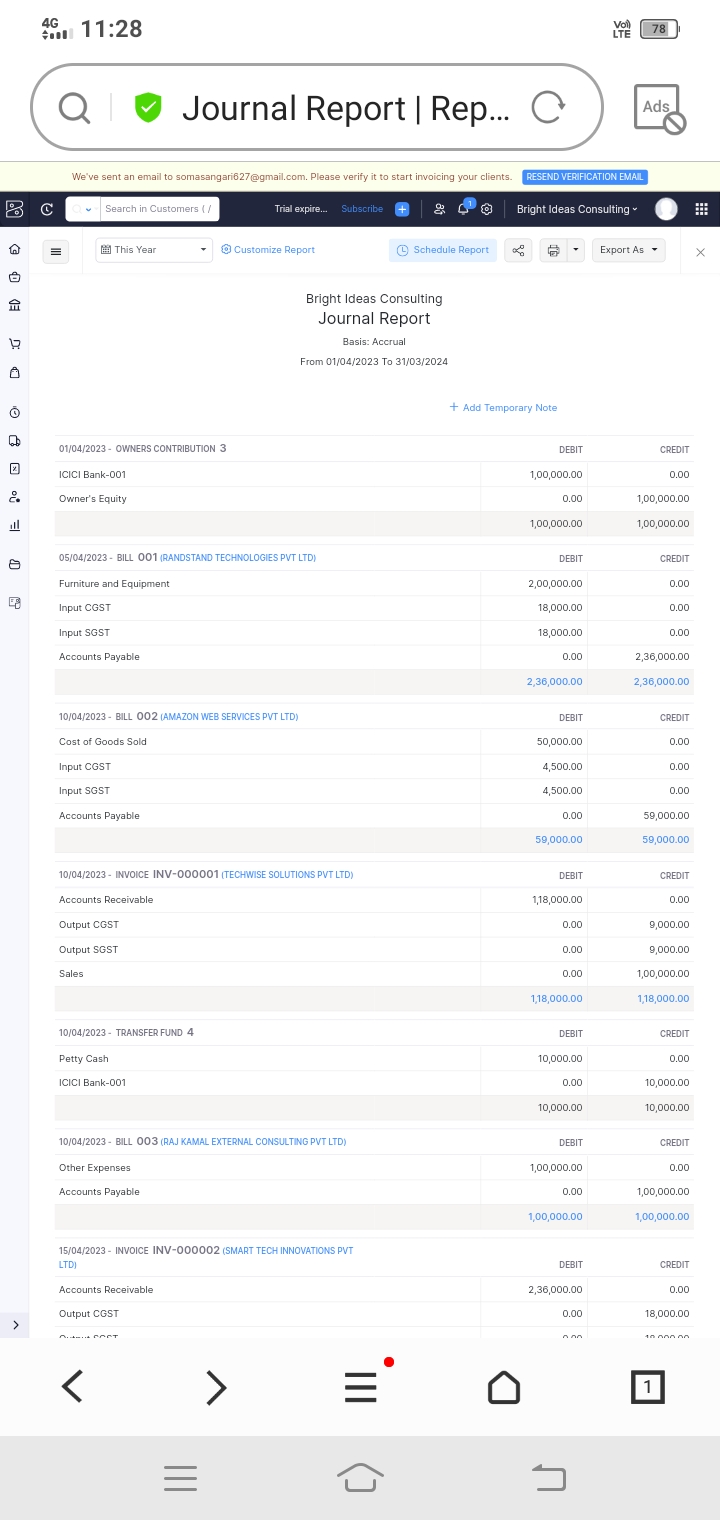 4G 11:28 Vo) LTE 78
Journal Report | Rep... Ads
We've sent an email to somasangari627@gmail.com. Please verify it to start invoicing your clients. RESEND VERIFICATION EMAIL
Search in Customers ( / Trial expire... Subscribe 1 Bright Ideas Consulting
This Year Customize Report Schedule Report Export As
Bright Ideas Consulting
Journal Report
Basis: Accrual
From 01/04/2023 To 31/03/2024
+ Add Temporary Note
01/04/2023 - OWNERS CONTRIBUTION 3 DEBIT CREDIT
ICICI Bank-001 1,00,000.00 0.00
Owner's Equity 0.00 1,00,000.00
1,00,000.00 1,00,000.00
05/04/2023 - BILL 001 (RANDSTAND TECHNOLOGIES PVT LTD) DEBIT CREDIT
Furniture and Equipment 2,00,000.00 0.00
Input CGST 18,000.00 0.00
Input SGST 18,000.00 0.00
Accounts Payable 0.00 2,36,000.00
2,36,000.00 2,36,000.00
10/04/2023 - BILL 002 (AMAZON WEB SERVICES PVT LTD) DEBIT CREDIT
Cost of Goods Sold 50,000.00 0.00
Input CGST 4,500.00 0.00
Input SGST 4,500.00 0.00
Accounts Payable 0.00 59,000.00
59,000.00 59,000.00
10/04/2023 - INVOICE INV-000001 (TECHWISE SOLUTIONS PVT LTD) DEBIT CREDIT
Accounts Receivable 1,18,000.00 0.00
Output CGST 0.00 9,000.00
Output SGST 0.00 9,000.00
Sales 0.00 1,00,000.00
1,18,000.00 1,18,000.00
10/04/2023 - TRANSFER FUND 4 DEBIT CREDIT
Petty Cash 10,000.00 0.00
ICICI Bank-001 0.00 10,000.00
10,000.00 10,000.00
10/04/2023 - BILL 003 (RAJ KAMAL EXTERNAL CONSULTING PVT LTD) DEBIT CREDIT
Other Expenses 1,00,000.00 0.00
Accounts Payable 0.00 1,00,000.00
1,00,000.00 1,00,000.00
15/04/2023 - INVOICE INV-000002 (SMART TECH INNOVATIONS PVT
LTD) DEBIT CREDIT
Accounts Receivable 2,36,000.00 0.00
Output CGST 0.00 18,000.00
Output SGST 0.00 18,000.00
1